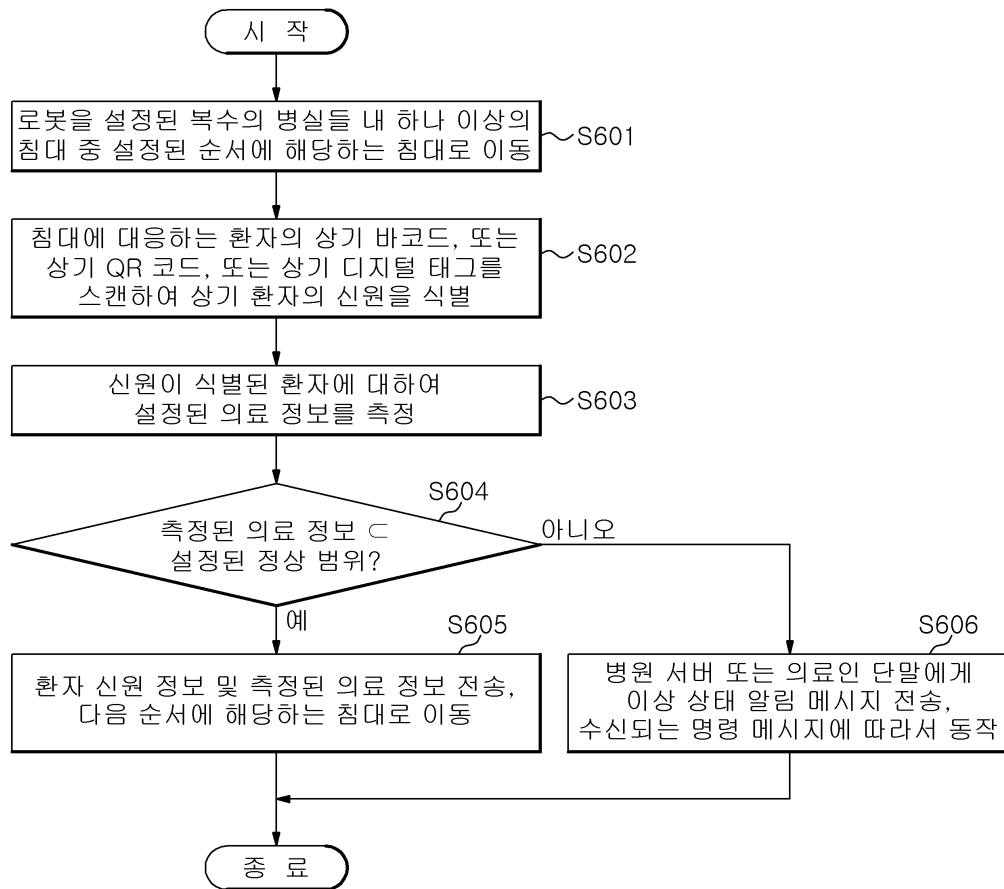 시 작
로봇을 설정된 복수의 병실들 내 하나 이상의
침대 중 설정된 순서에 해당하는 침대로 이동
S601
침대에 대응하는 환자의 상기 바코드, 또는
상기 QR 코드, 또는 상기 디지털 태그를
스캔하여 상기 환자의 신원을 식별
S602
신원이 식별된 환자에 대하여
설정된 의료 정보를 측정
S603
S604
측정된 의료 정보 ⊂
설정된 정상 범위?
아니오
예
S605
환자 신원 정보 및 측정된 의료 정보 전송,
다음 순서에 해당하는 침대로 이동
S606
병원 서버 또는 의료인 단말에게
이상 상태 알림 메시지 전송,
수신되는 명령 메시지에 따라서 동작
종 료